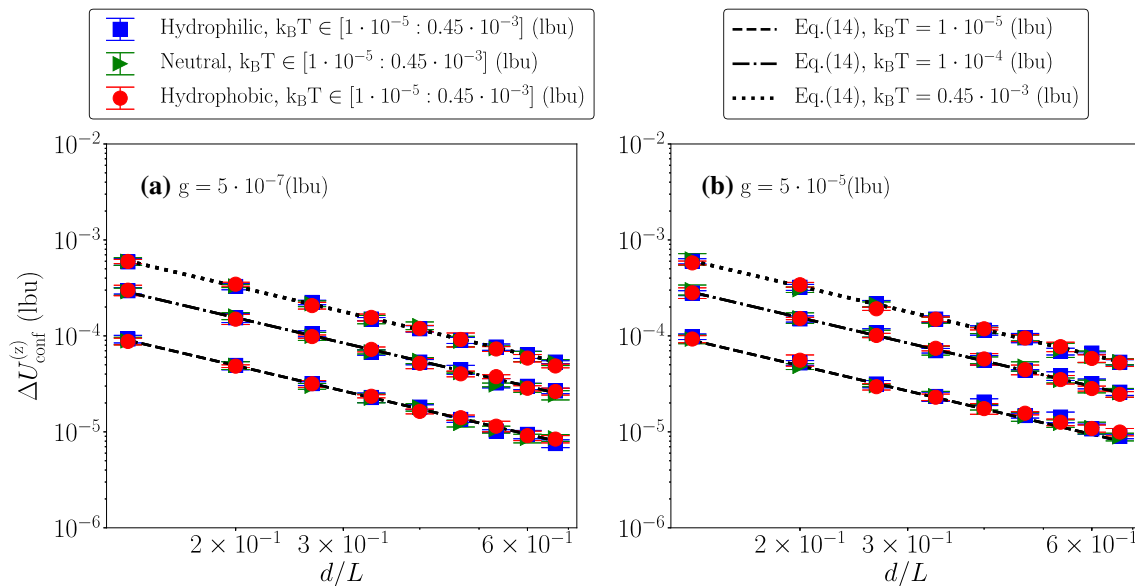 Hydrophilic, k_BT ∈ [1 · 10^−5 : 0.45 · 10^−3] (lbu)
Neutral, k_BT ∈ [1 · 10^−5 : 0.45 · 10^−3] (lbu)
Hydrophobic, k_BT ∈ [1 · 10^−5 : 0.45 · 10^−3] (lbu)
Eq.(14), k_BT = 1 · 10^−5 (lbu)
Eq.(14), k_BT = 1 · 10^−4 (lbu)
Eq.(14), k_BT = 0.45 · 10^−3 (lbu)
ΔU_conf^(z) (lbu)
10^−2
10^−3
10^−4
10^−5
10^−6
(a) g = 5 · 10^−7(lbu)
2 × 10^−1
3 × 10^−1
6 × 10^−1
d/L
10^−2
10^−3
10^−4
10^−5
10^−6
(b) g = 5 · 10^−5(lbu)
2 × 10^−1
3 × 10^−1
6 × 10^−1
d/L